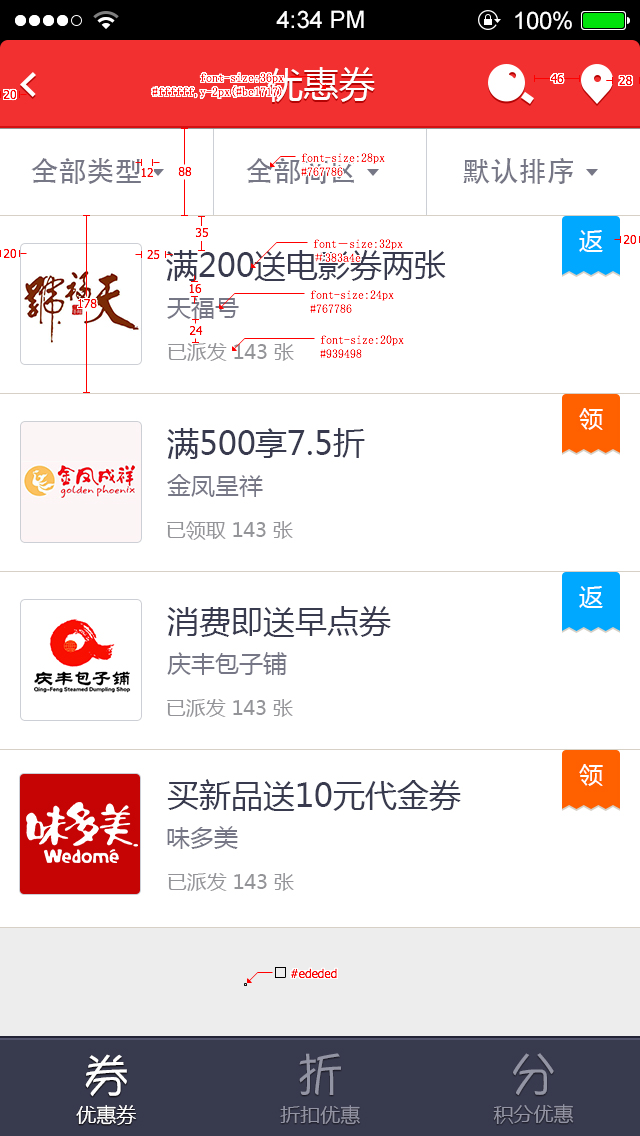 4:34 PM 100%
font-size:36px
#ffffff,y-2px(#be1717)
优惠券
20 46 28
全部类型 12 88 全部商区 默认排序
font-size:28px
#767786
35
20 25 满200送电影券两张 返 20
font-size:32px
#383a4e
天福号
178 16
font-size:24px
#767786
24
已派发 143 张
font-size:20px
#939498
满500享7.5折 领
金凤成祥
golden phoenix
金凤呈祥
已领取 143 张
消费即送早点券 返
庆丰包子铺
Qing-Feng Steamed Dumpling Shop
庆丰包子铺
已派发 143 张
买新品送10元代金券 领
味多美
Wedomé
味多美
已派发 143 张
#ededed
券 折 分
优惠券 折扣优惠 积分优惠